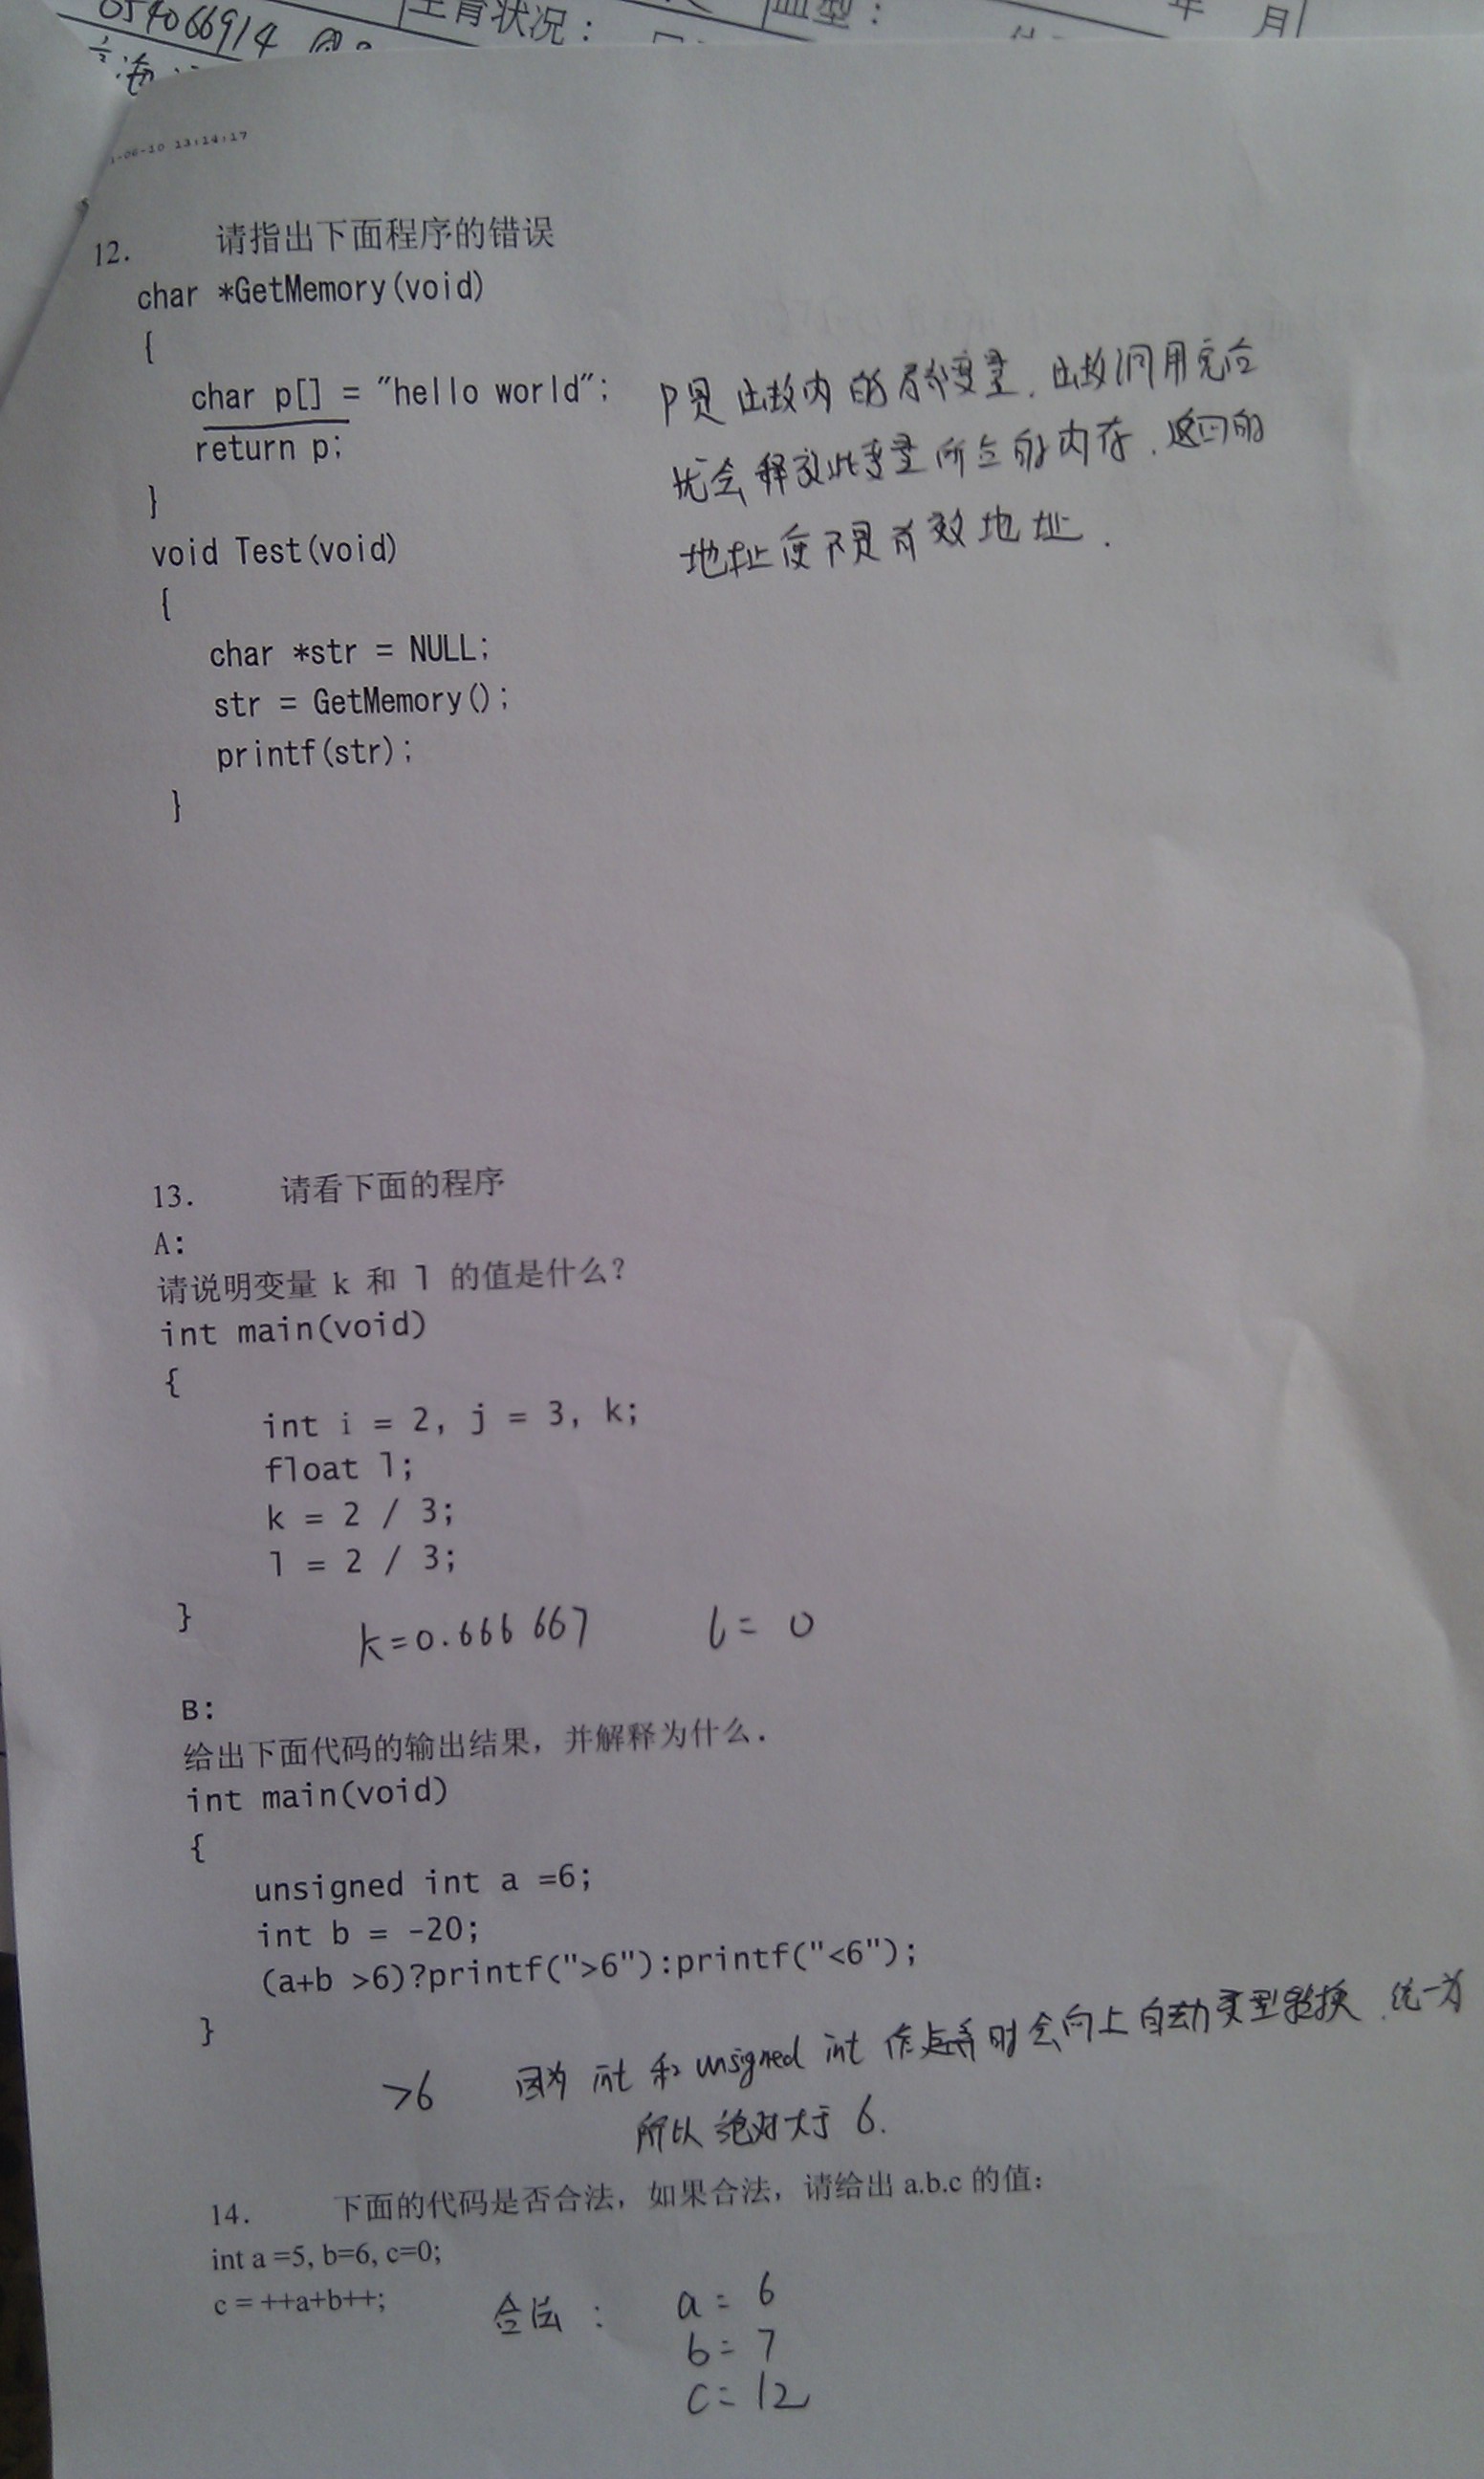 054066914
生育状况：
血型：
年 月
-06-10 13:14:17
12. 请指出下面程序的错误
char *GetMemory(void)
{
char p[] = "hello world";
return p;
}
p是函数内的局部变量．函数调用完后
就会释放此变量所占的内存．返回的
地址便不是有效地址．
void Test(void)
{
char *str = NULL;
str = GetMemory();
printf(str);
}
13. 请看下面的程序
A:
请说明变量 k 和 l 的值是什么?
int main(void)
{
int i = 2, j = 3, k;
float l;
k = 2 / 3;
l = 2 / 3;
}
k=0.666 667 l= 0
B:
给出下面代码的输出结果，并解释为什么.
int main(void)
{
unsigned int a =6;
int b = -20;
(a+b >6)?printf(">6"):printf("<6");
}
>6 因为 int 和 unsigned int 作运算时会向上自动类型转换．统一为
所以绝对大于 6.
14. 下面的代码是否合法，如果合法，请给出 a.b.c 的值:
int a =5, b=6, c=0;
c = ++a+b++;
合法： a = 6
b = 7
c = 12